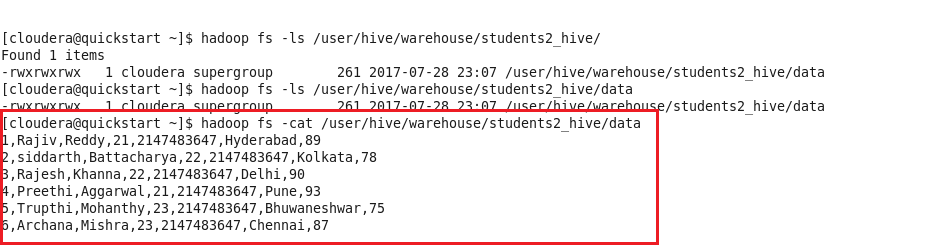 [cloudera@quickstart ~]$ hadoop fs -ls /user/hive/warehouse/students2_hive/
Found 1 items
-rwxrwxrwx   1 cloudera supergroup        261 2017-07-28 23:07 /user/hive/warehouse/students2_hive/data
[cloudera@quickstart ~]$ hadoop fs -ls /user/hive/warehouse/students2_hive/data
-rwxrwxrwx   1 cloudera supergroup        261 2017-07-28 23:07 /user/hive/warehouse/students2_hive/data
[cloudera@quickstart ~]$ hadoop fs -cat /user/hive/warehouse/students2_hive/data
1,Rajiv,Reddy,21,2147483647,Hyderabad,89
2,siddarth,Battacharya,22,2147483647,Kolkata,78
3,Rajesh,Khanna,22,2147483647,Delhi,90
4,Preethi,Aggarwal,21,2147483647,Pune,93
5,Trupthi,Mohanthy,23,2147483647,Bhuwaneshwar,75
6,Archana,Mishra,23,2147483647,Chennai,87